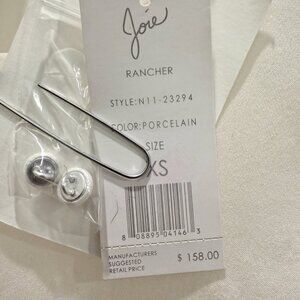 Joie
RANCHER
STYLE: N11-23294
COLOR: PORCELAIN
SIZE
XS
8 08895 04146 3
MANUFACTURERS
SUGGESTED
RETAIL PRICE
$ 158.00